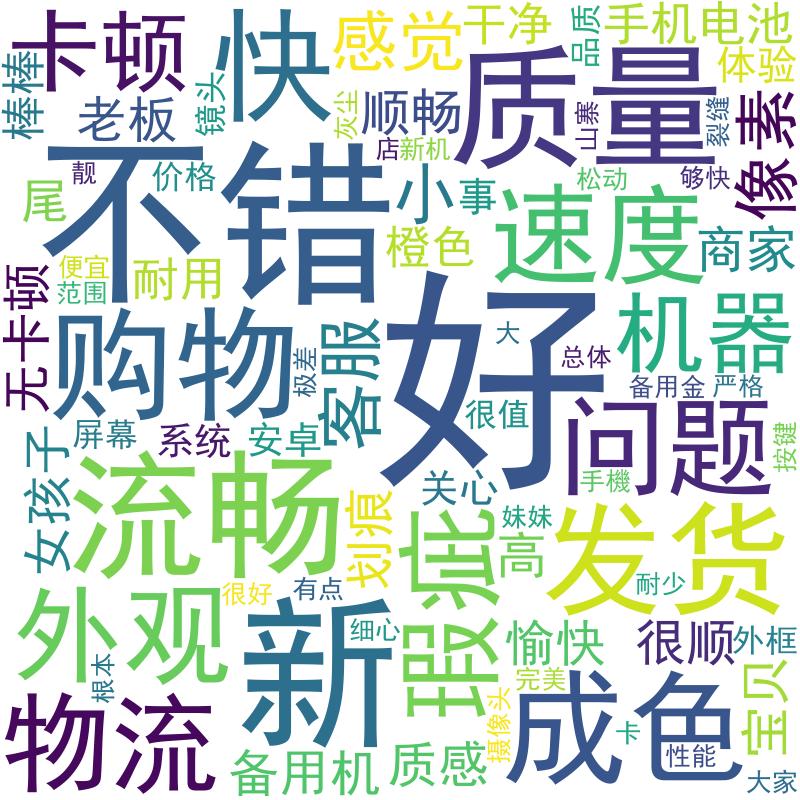 卡顿
快
感觉
干净
品质
手机电池
体验
棒棒
老板
镜头
灰尘
顺畅
质量
山寨
裂缝
像素
店
新机
不错
靓
价格
小事
松动
够快
尾
橙色
速度
商家
便宜
范围
耐用
无卡顿
购物
极差
客服
好
大
总体
机器
很值
备用金
严格
女孩子
屏幕
系统
安卓
关心
问题
手機
按键
流畅
划痕
瑕疵
妹妹
高
发货
很好
有点
耐少
外观
新
细心
愉快
很顺
外框
根本
完美
宝贝
物流
备用机
质感
摄像头
成色
卡
性能
大家